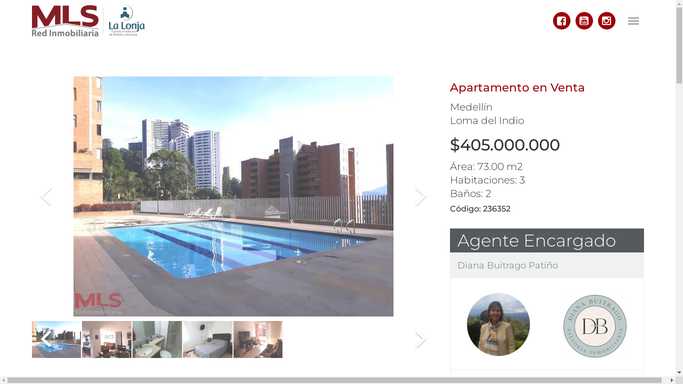 MLS
Red Inmobiliaria
La Lonja
Apartamento en Venta
Medellín
Loma del Indio
$405.000.000
Área: 73.00 m2
Habitaciones: 3
Baños: 2
Código: 236352
MLS
Agente Encargado
Diana Buitrago Patiño
DIANA BUITRAGO
DB